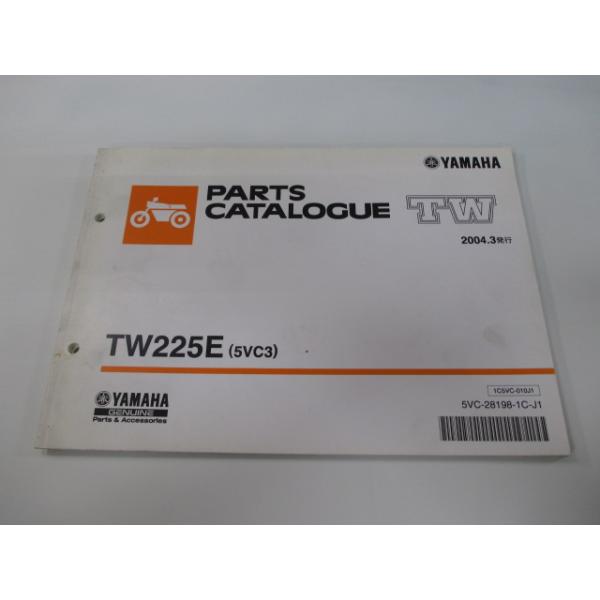 YAMAHA
PARTS
CATALOGUE
TW
2004.3発行
TW225E (5VC3)
YAMAHA
GENUINE
Parts & Accessories
1C5VC-010J1
5VC-28198-1C-J1